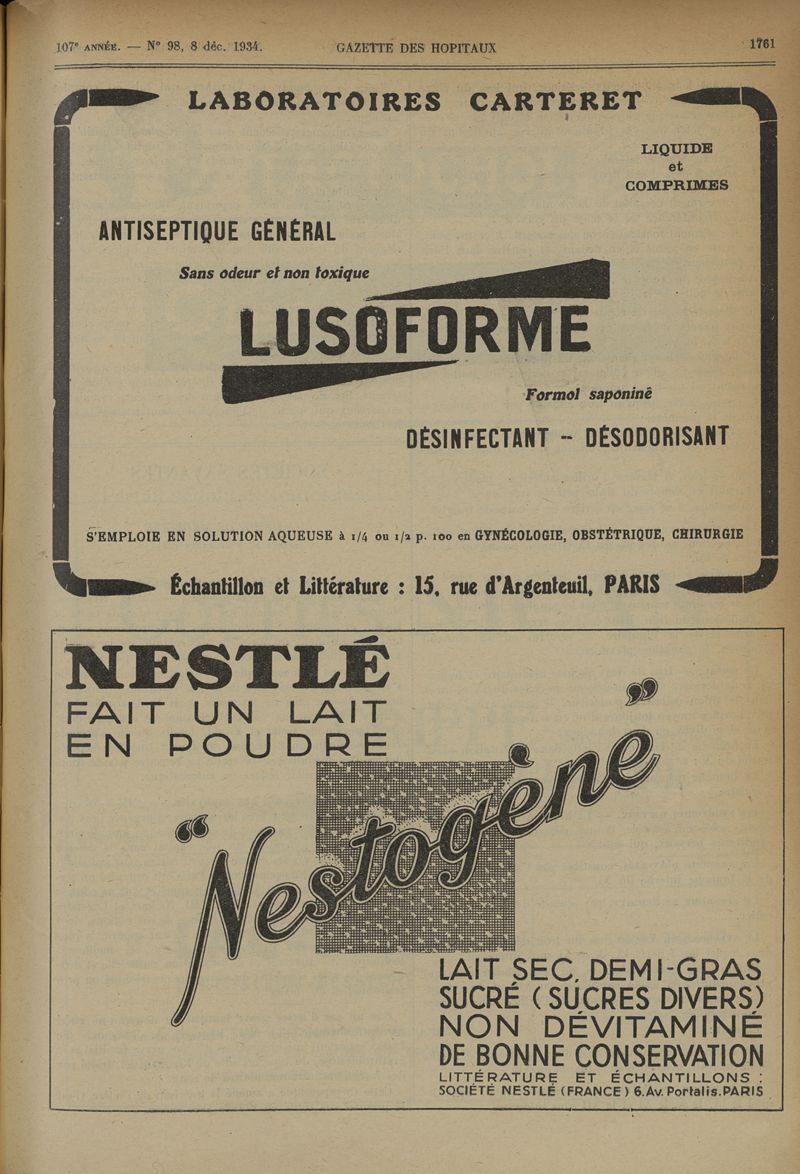 107e ANNÉE. — N° 98, 8 déc. 1934. GAZETTE DES HOPITAUX 1761
LABORATOIRES CARTERET
LIQUIDE
et
COMPRIMES
ANTISEPTIQUE GÉNÉRAL
Sans odeur et non toxique
LUSOFORME
Formol saponiné
DÉSINFECTANT -- DÉSODORISANT
S'EMPLOIE EN SOLUTION AQUEUSE à 1/4 ou 1/2 p. 100 en GYNÉCOLOGIE, OBSTÉTRIQUE, CHIRURGIE
Échantillon et Littérature : 15, rue d'Argenteuil, PARIS
NESTLÉ
FAIT UN LAIT
EN POUDRE
“Nestogène”
LAIT SEC, DEMI-GRAS
SUCRÉ (SUCRES DIVERS)
NON DÉVITAMINÉ
DE BONNE CONSERVATION
LITTÉRATURE ET ÉCHANTILLONS :
SOCIÉTÉ NESTLÉ (FRANCE) 6.Av. Portalis.PARIS